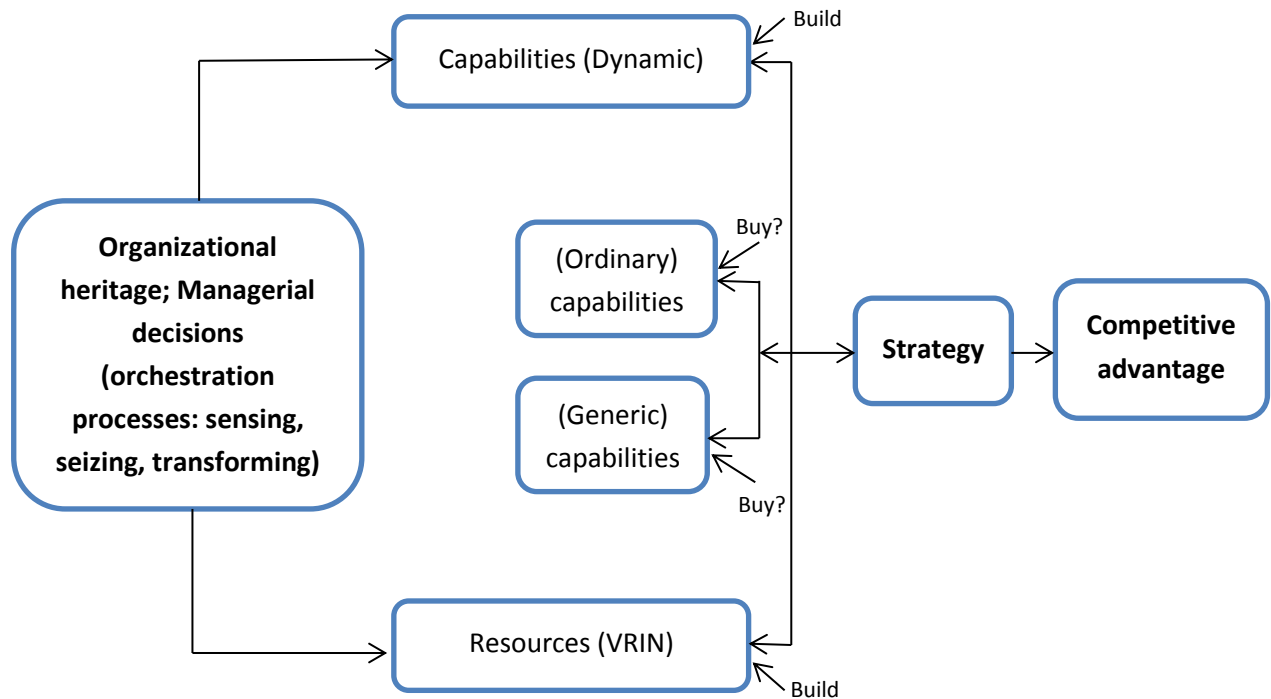 Build
Capabilities (Dynamic)
Organizational
heritage; Managerial
decisions
(orchestration
processes: sensing,
seizing, transforming)
Buy?
(Ordinary)
capabilities
(Generic)
capabilities
Buy?
Strategy
Competitive
advantage
Resources (VRIN)
Build